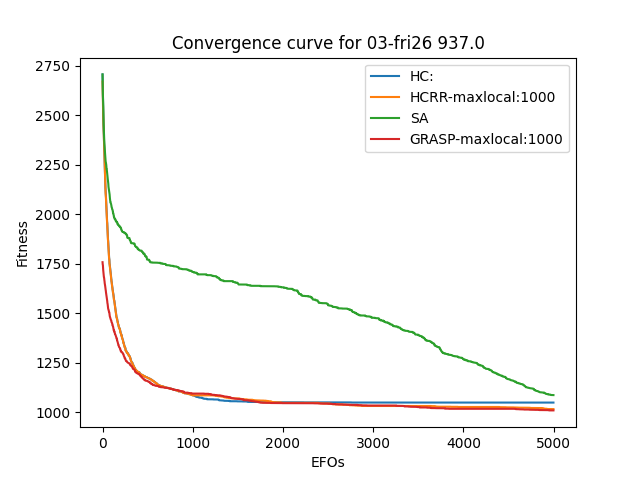 Convergence curve for 03-fri26 937.0
HC:
HCRR-maxlocal:1000
SA
GRASP-maxlocal:1000
Fitness
2750
2500
2250
2000
1750
1500
1250
1000
0 1000 2000 3000 4000 5000
EFOs